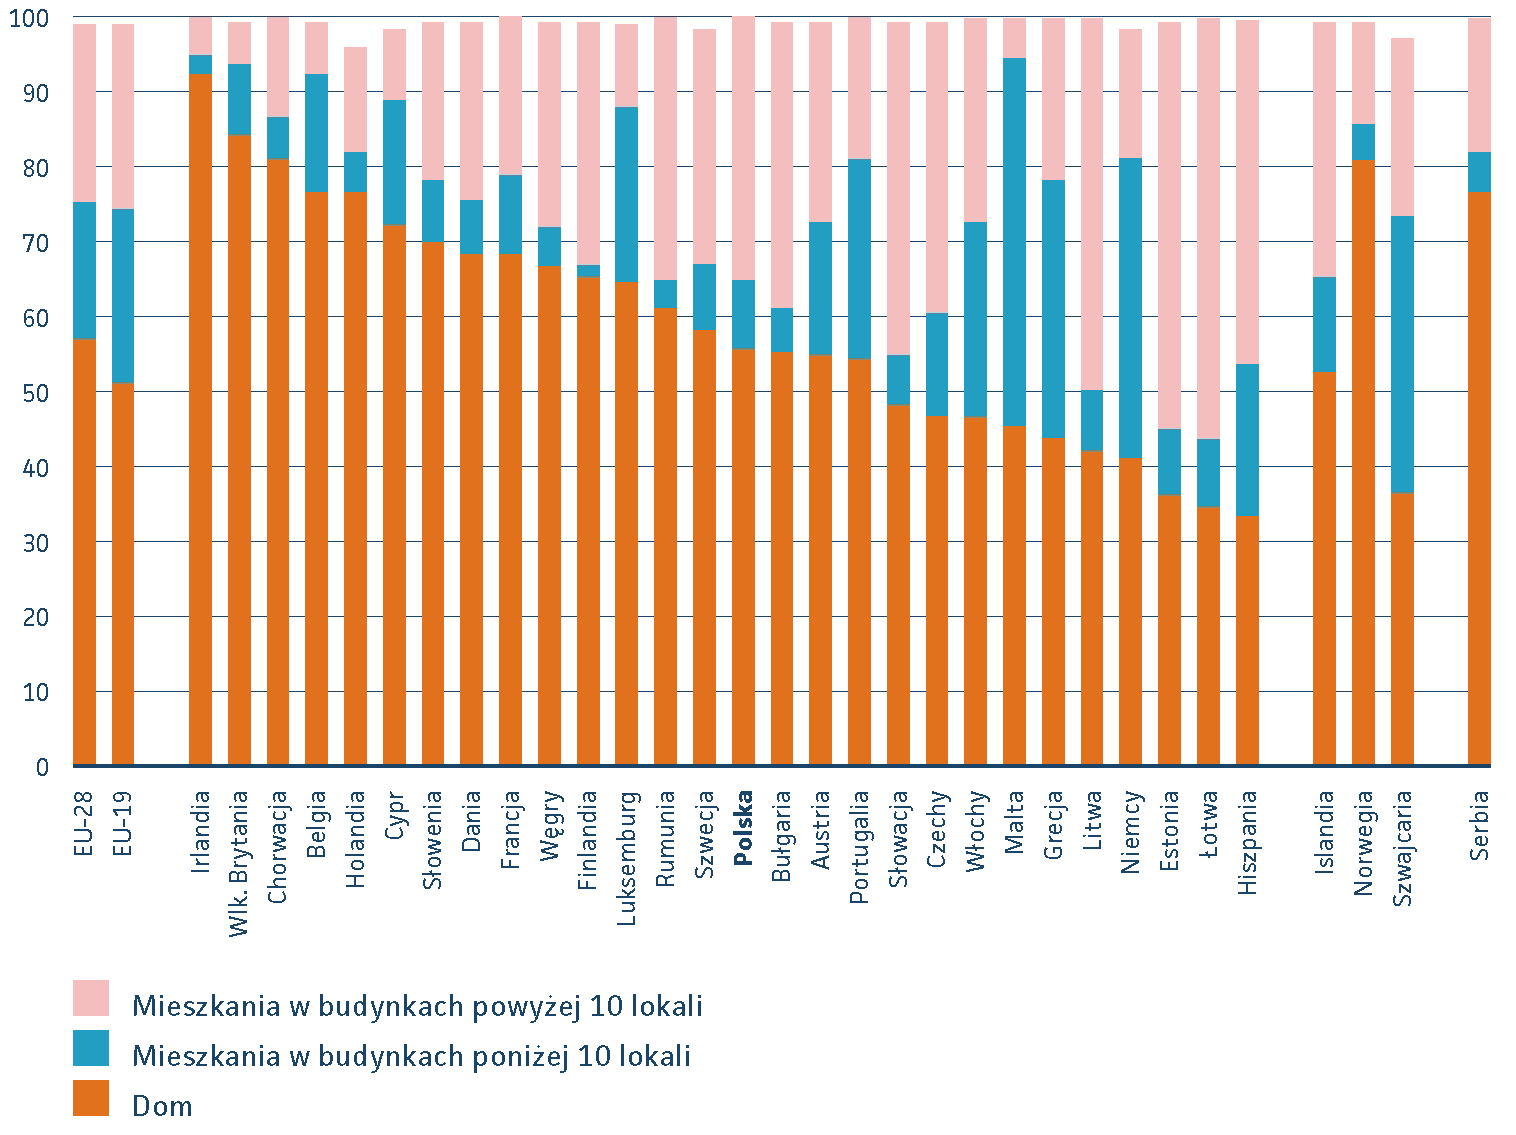 100
90
80
70
60
50
40
30
20
10
0
EU-28
EU-19
Irlandia
Wlk. Brytania
Chorwacja
Belgia
Holandia
Cypr
Słowenia
Dania
Francja
Węgry
Finlandia
Luksemburg
Rumunia
Szwecja
Polska
Bułgaria
Austria
Portugalia
Słowacja
Czechy
Włochy
Malta
Grecja
Litwa
Niemcy
Estonia
Łotwa
Hiszpania
Islandia
Norwegia
Szwajcaria
Serbia
Mieszkania w budynkach powyżej 10 lokali
Mieszkania w budynkach poniżej 10 lokali
Dom